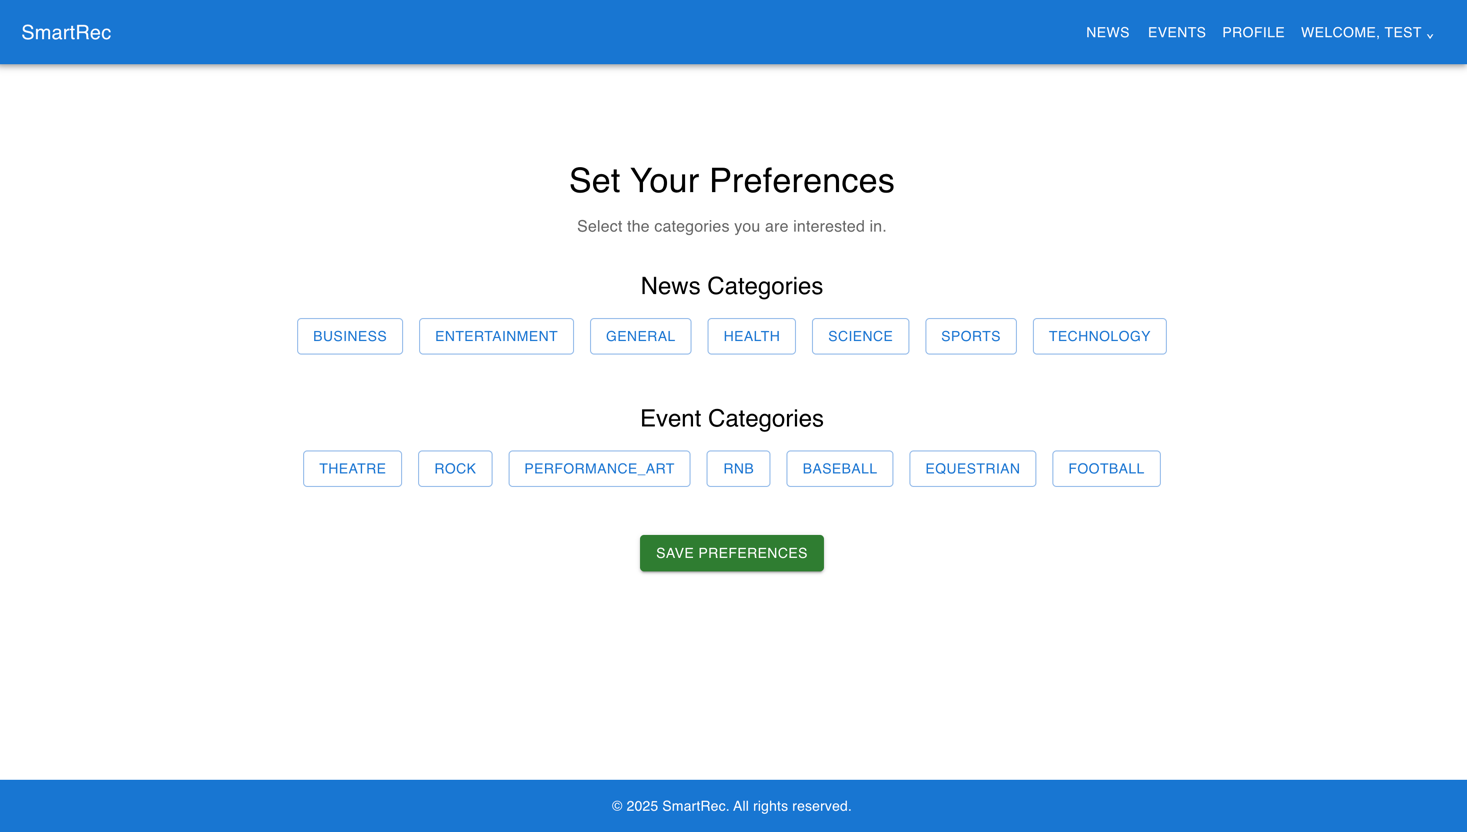 SmartRec NEWS EVENTS PROFILE WELCOME, TEST
Set Your Preferences
Select the categories you are interested in.
News Categories
BUSINESS ENTERTAINMENT GENERAL HEALTH SCIENCE SPORTS TECHNOLOGY
Event Categories
THEATRE ROCK PERFORMANCE_ART RNB BASEBALL EQUESTRIAN FOOTBALL
SAVE PREFERENCES
© 2025 SmartRec. All rights reserved.